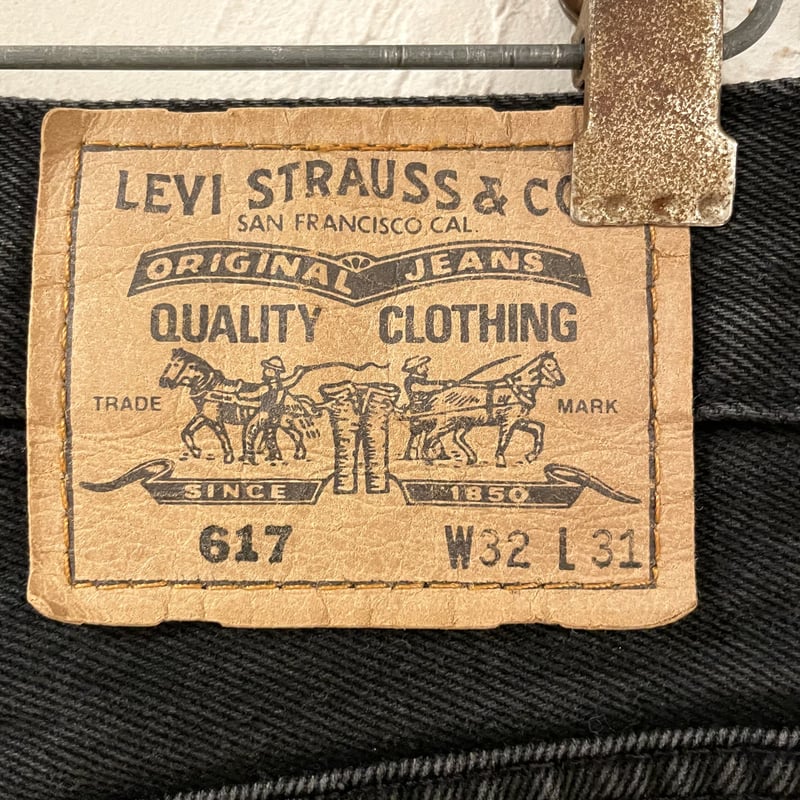 LEVI STRAUSS & CO
SAN FRANCISCO CAL.
ORIGINAL JEANS
QUALITY CLOTHING
TRADE MARK
SINCE 1850
617 W32 L31